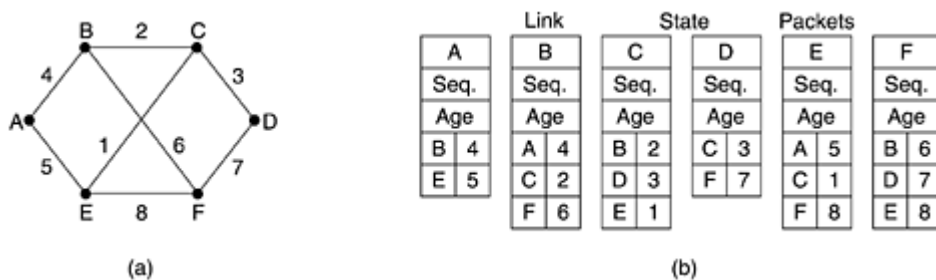 Link State Packets
B 2 C
A B C D E F
4 3
Seq. Seq. Seq. Seq. Seq. Seq.
A D
Age Age Age Age Age Age
1 6
B 4 A 4 B 2 C 3 A 5 B 6
5 7
E 5 C 2 D 3 F 7 C 1 D 7
E 8 F
F 6 E 1 F 8 E 8
(a) (b)